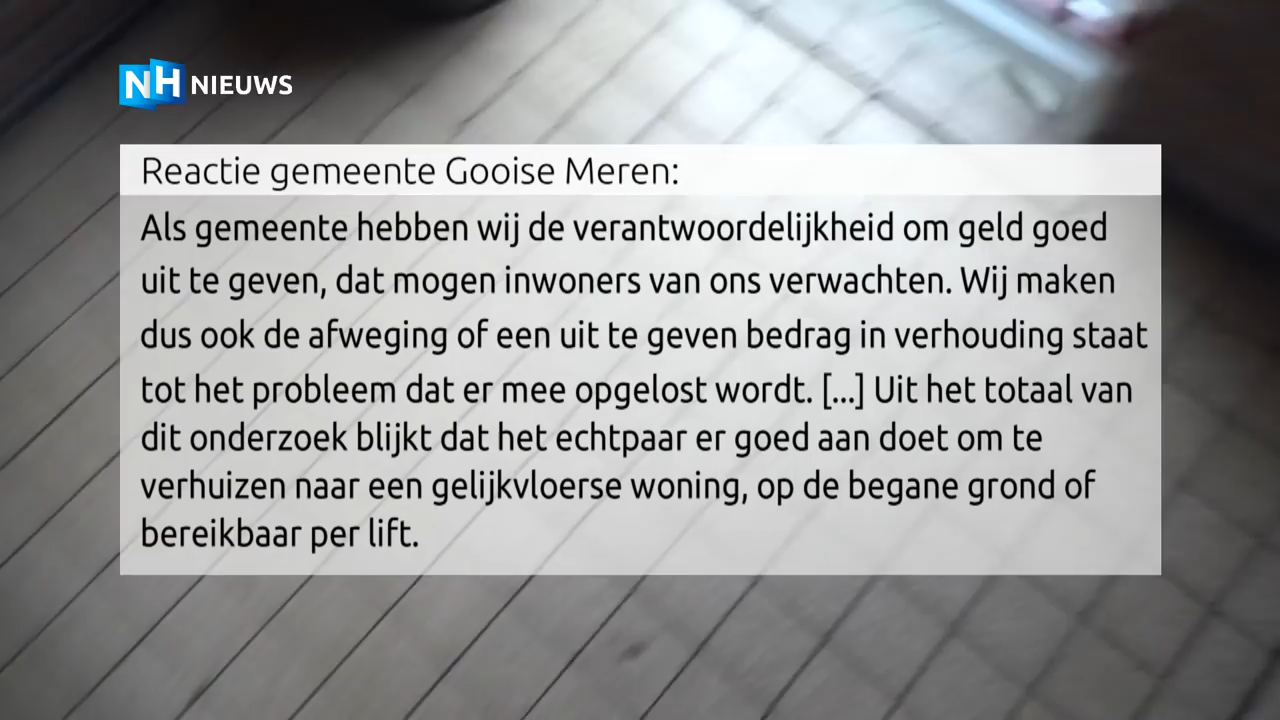 NH NIEUWS
Reactie gemeente Gooise Meren:
Als gemeente hebben wij de verantwoordelijkheid om geld goed
uit te geven, dat mogen inwoners van ons verwachten. Wij maken
dus ook de afweging of een uit te geven bedrag in verhouding staat
tot het probleem dat er mee opgelost wordt. [...] Uit het totaal van
dit onderzoek blijkt dat het echtpaar er goed aan doet om te
verhuizen naar een gelijkvloerse woning, op de begane grond of
bereikbaar per lift.